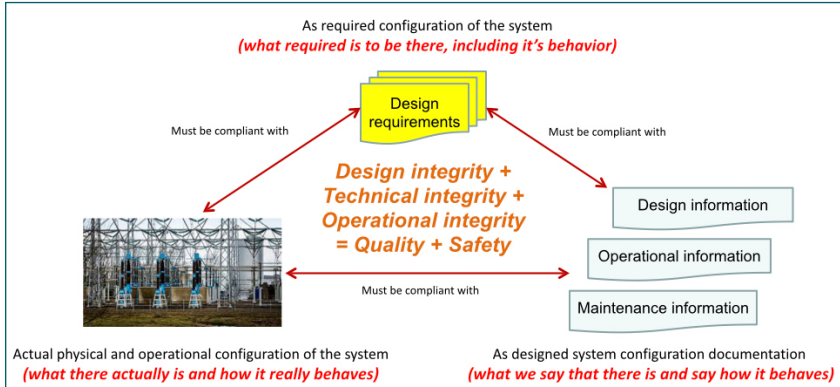 As required configuration of the system
(what required is to be there, including it's behavior)
Design
requirements
Must be compliant with
Must be compliant with
Design integrity +
Technical integrity +
Operational integrity
= Quality + Safety
Design information
Operational information
Maintenance information
Must be compliant with
Actual physical and operational configuration of the system
(what there actually is and how it really behaves)
As designed system configuration documentation
(what we say that there is and say how it behaves)